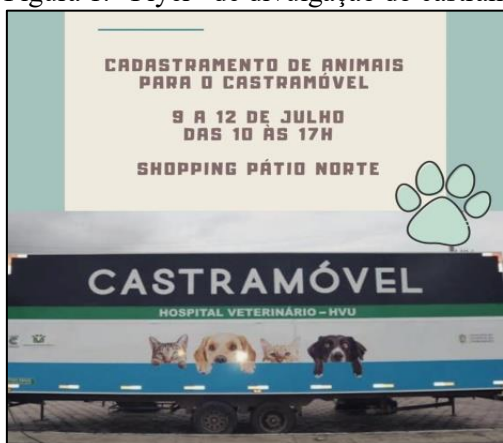 CADASTRAMENTO DE ANIMAIS
PARA O CASTRAMÓVEL
9 A 12 DE JULHO
DAS 10 ÀS 17H
SHOPPING PÁTIO NORTE
CASTRAMÓVEL
HOSPITAL VETERINÁRIO – HVU